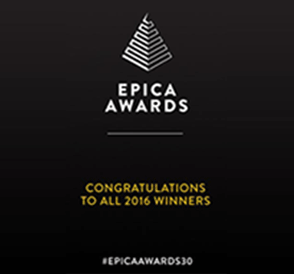 EPICA
AWARDS
CONGRATULATIONS
TO ALL 2016 WINNERS
#EPICAAWARDS30